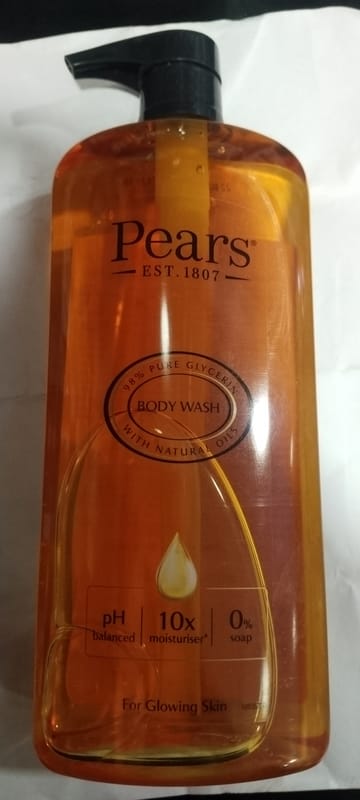 Pears®
EST. 1807
98% PURE GLYCERIN
BODY WASH
WITH NATURAL OILS
pH
balanced
10x
moisturiser^
0%
soap
For Glowing Skin